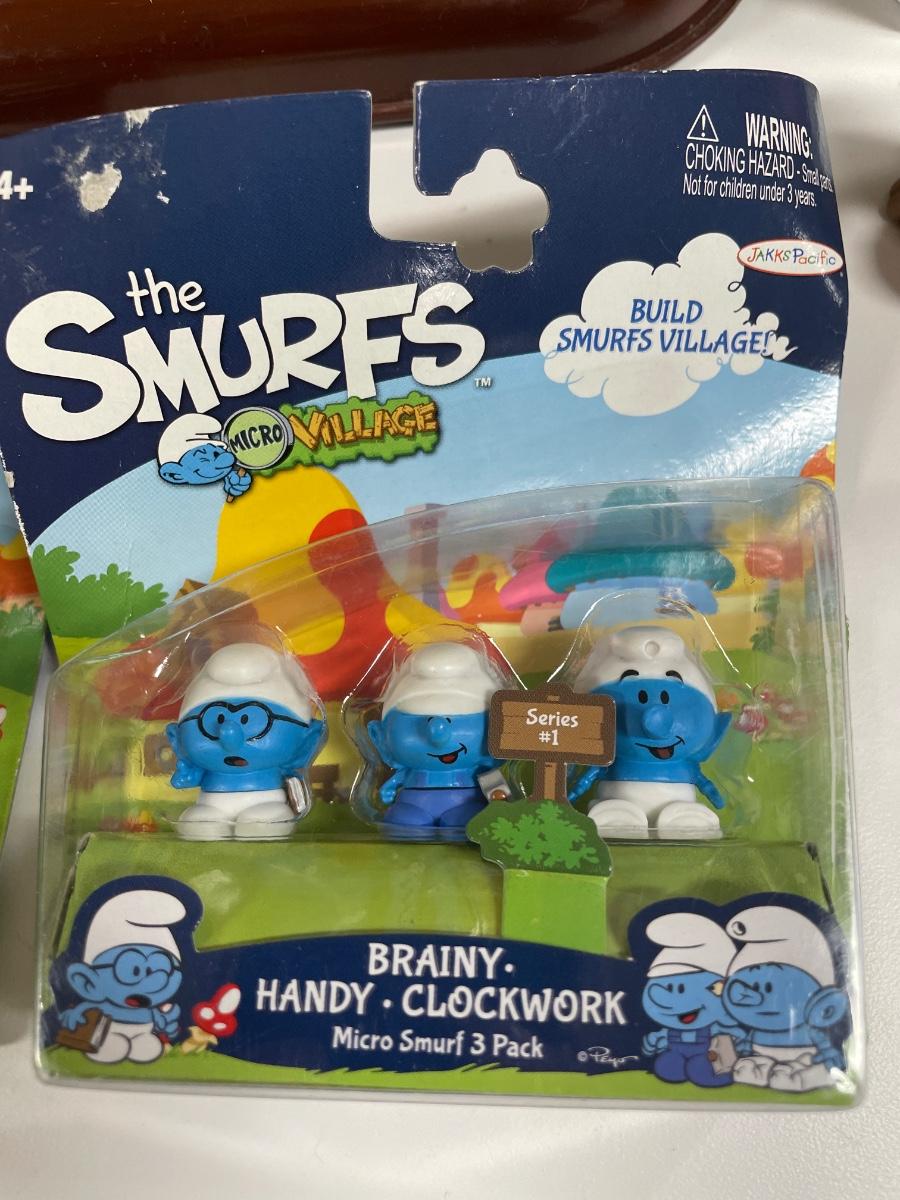 4+
WARNING:
CHOKING HAZARD - Small parts.
Not for children under 3 years.
JAKKS Pacific
the
SMURFS
TM
MICRO VILLAGE
BUILD
SMURFS VILLAGE!
Series
#1
BRAINY·
HANDY · CLOCKWORK
Micro Smurf 3 Pack
© Peyo